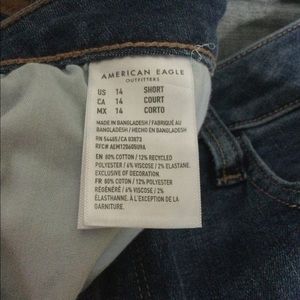 AMERICAN EAGLE
OUTFITTERS
US 14 SHORT
CA 14 COURT
MX 14 CORTO
MADE IN BANGLADESH / FABRIQUÉ AU
BANGLADESH / HECHO EN BANGLADESH
RN 54485/CA 03873
RFC# AEM1206050U9A
EN 80% COTTON / 12% RECYCLED
POLYESTER / 6% VISCOSE / 2% ELASTANE.
EXCLUSIVE OF DECORATION.
FR 80% COTON / 12% POLYESTER
RÉGÉNÉRÉ / 6% VISCOSE / 2%
ÉLASTHANNE. À L'EXCEPTION DE LA
GARNITURE.